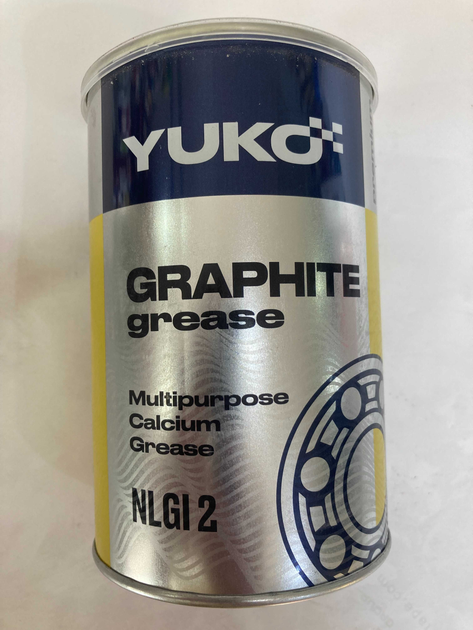 YUKO
GRAPHITE
grease
Multipurpose
Calcium
Grease
NLGI 2